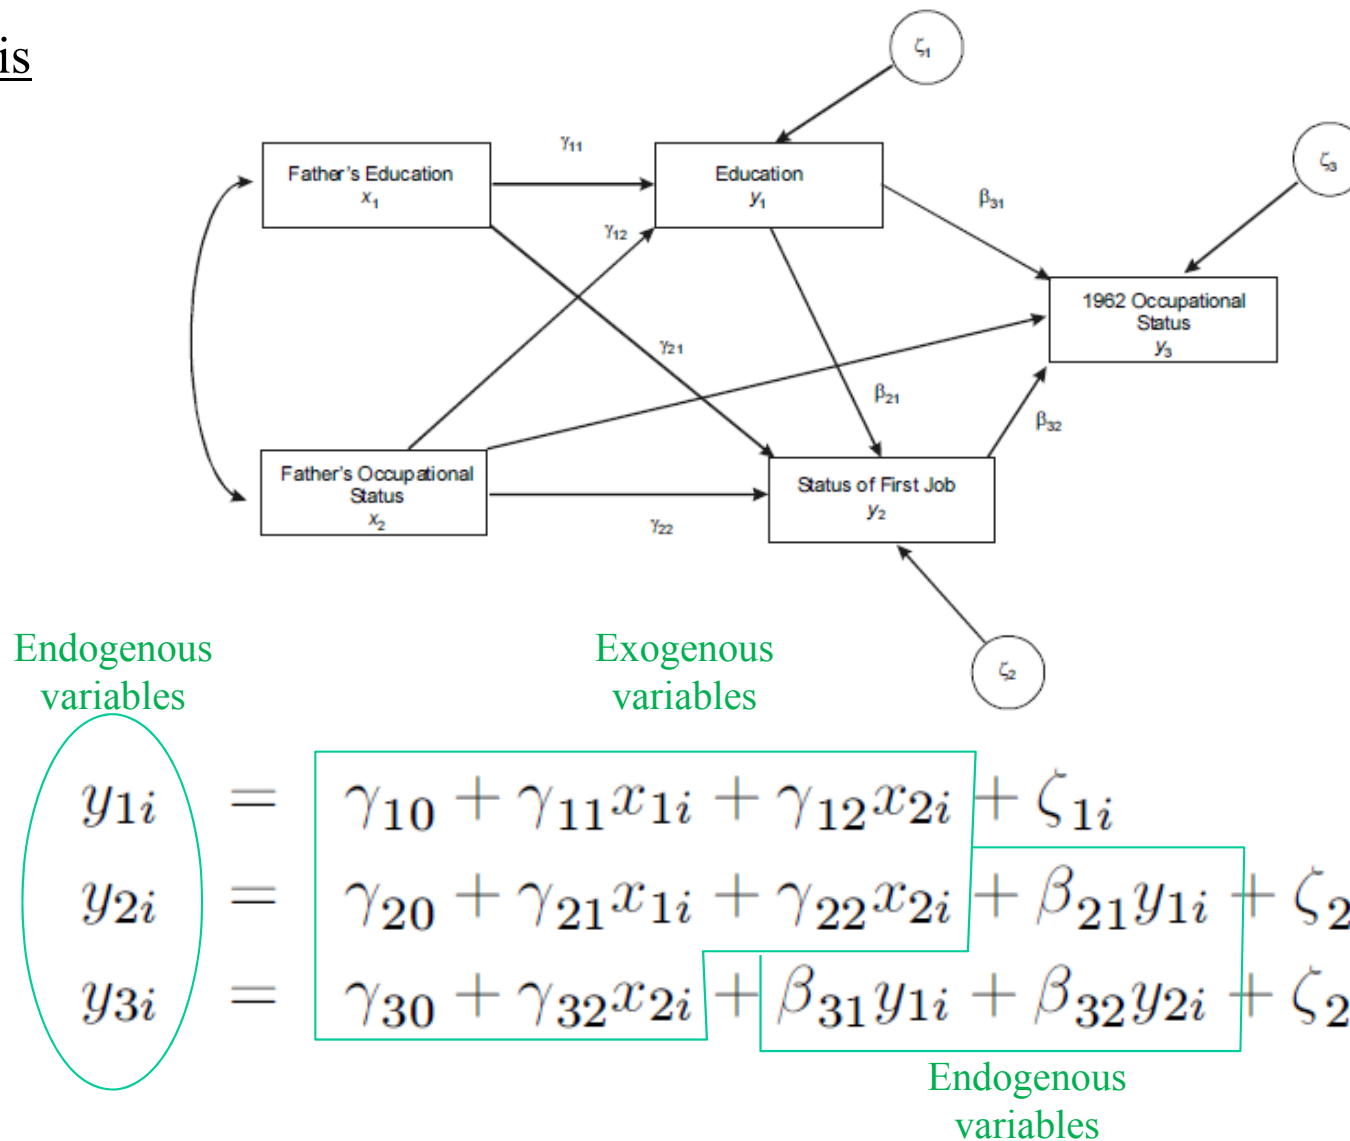 is
ζ1
ζ3
γ11
Father's Education
x1
Education
y1
β31
γ12
1962 Occupational
Status
y3
γ21
β21
β32
Father's Occupational
Status
x2
Status of First Job
y2
γ22
ζ2
Endogenous
variables
Exogenous
variables
y1i = γ10 + γ11x1i + γ12x2i + ζ1i
y2i = γ20 + γ21x1i + γ22x2i + β21y1i + ζ2
y3i = γ30 + γ32x2i + β31y1i + β32y2i + ζ2
Endogenous
variables